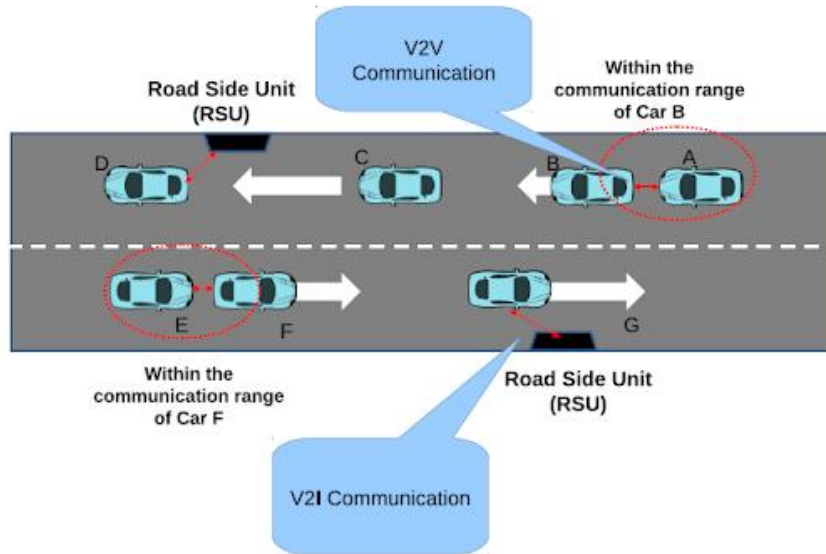 V2V
Communication
Within the
communication range
of Car B
Road Side Unit
(RSU)
D
C
B
A
E
F
G
Within the
communication range
of Car F
Road Side Unit
(RSU)
V2I Communication